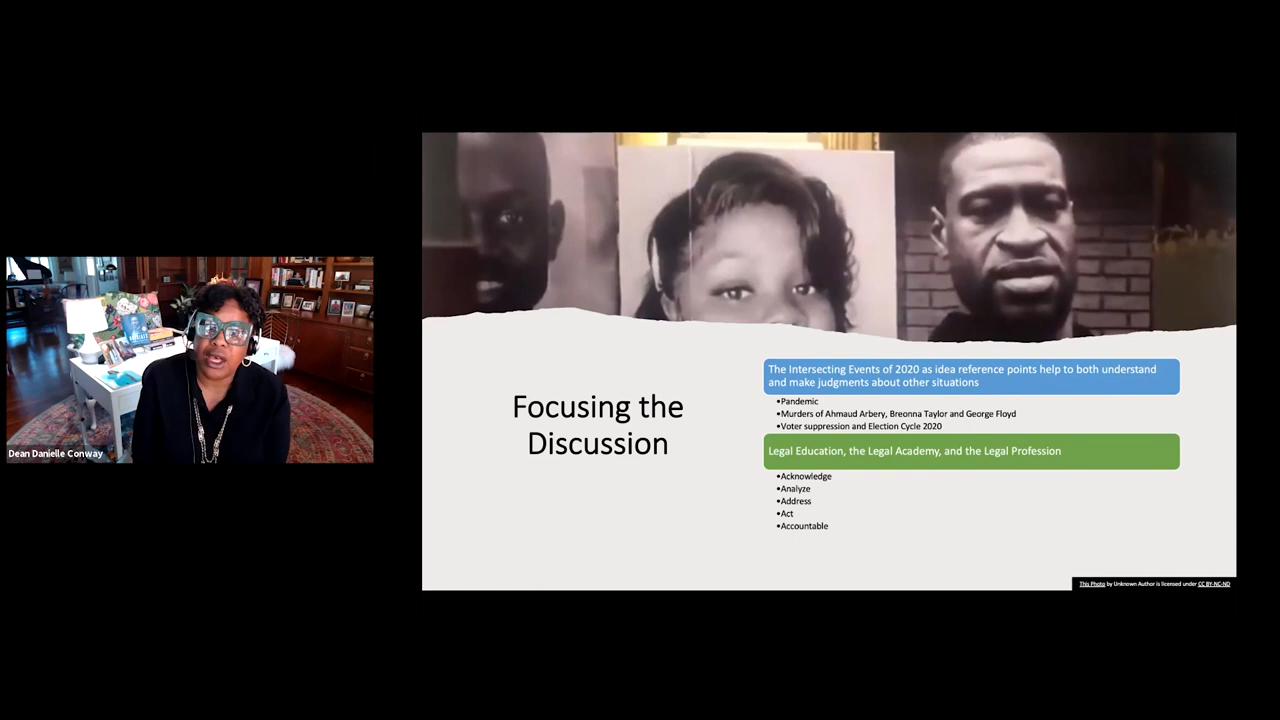 Dean Danielle Conway
Focusing the
Discussion
The Intersecting Events of 2020 as idea reference points help to both understand
and make judgments about other situations
•Pandemic
•Murders of Ahmaud Arbery, Breonna Taylor and George Floyd
•Voter suppression and Election Cycle 2020
Legal Education, the Legal Academy, and the Legal Profession
•Acknowledge
•Analyze
•Address
•Act
•Accountable
This Photo by Unknown Author is licensed under CC BY-NC-ND